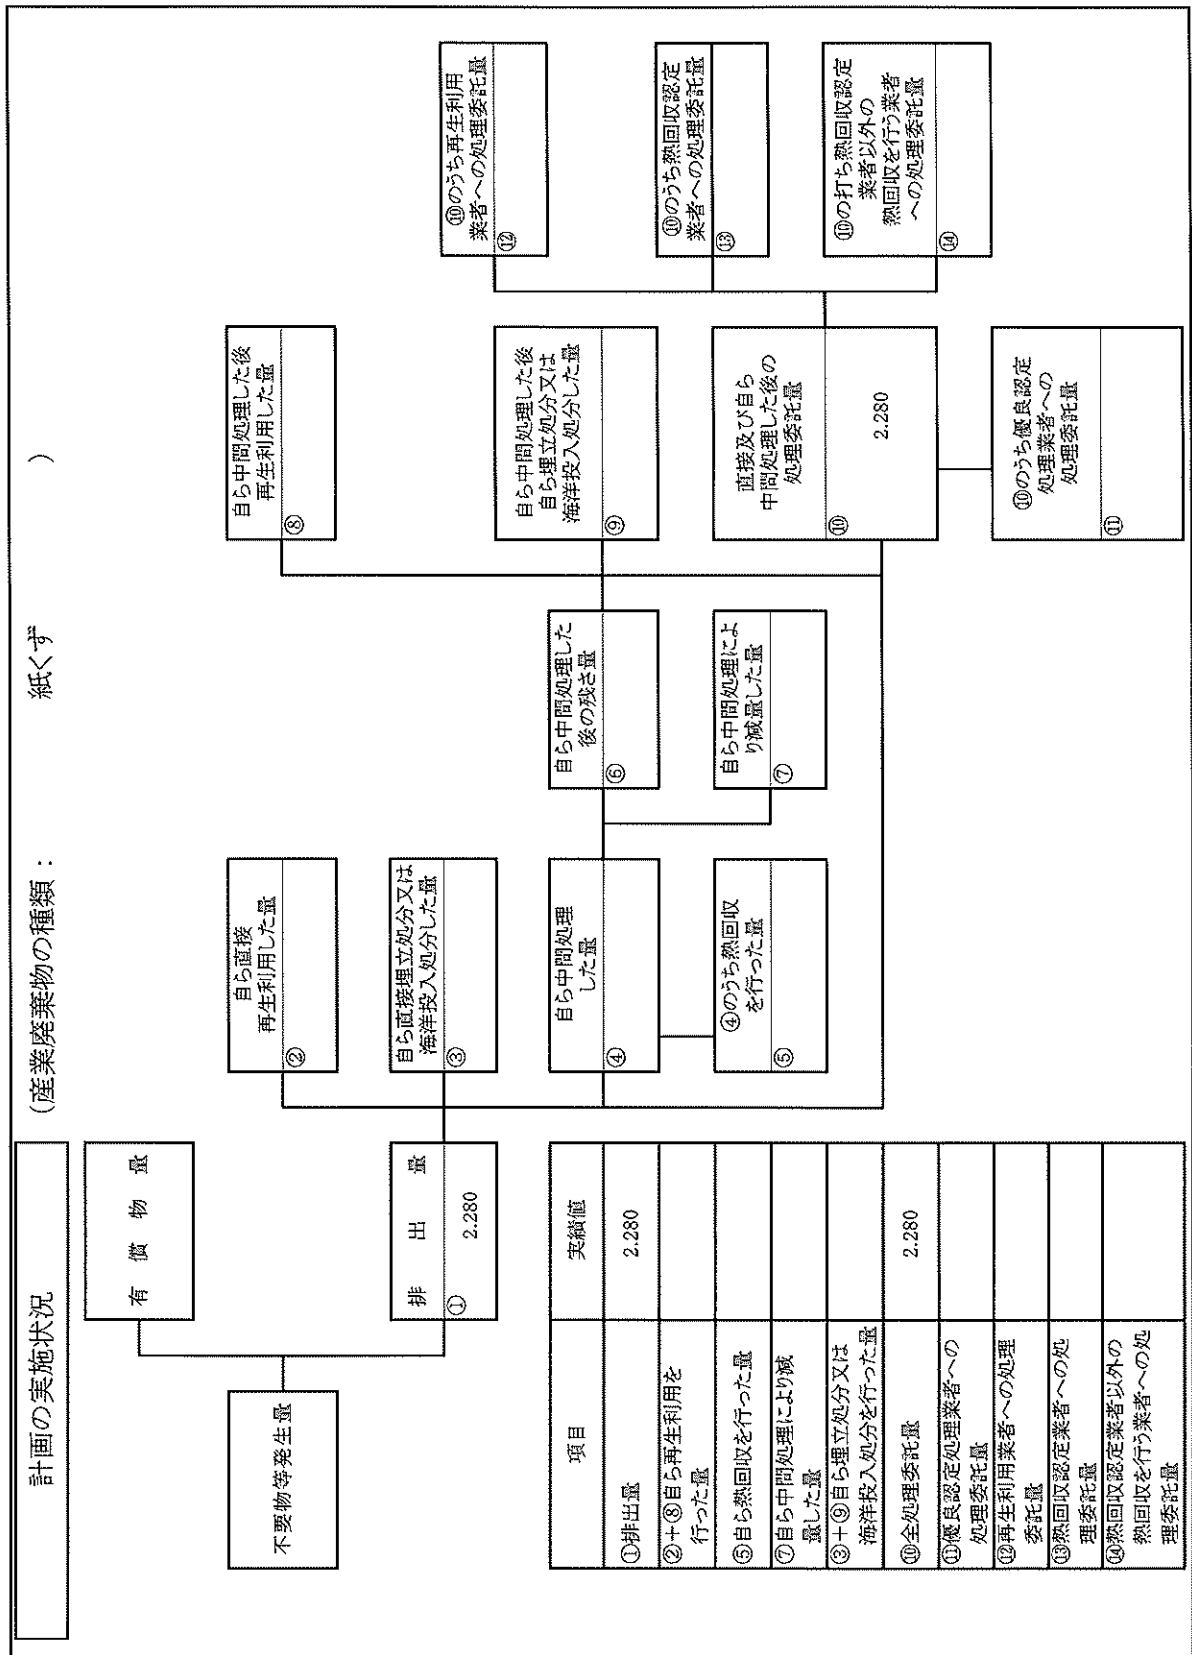 計画の実施状況
(産業廃棄物の種類： 紙くず )
不要物等発生量
有 償 物 量
排 出 量
①
2.280
自ら直接
再生利用した量
②
自ら直接埋立処分又は
海洋投入処分した量
③
自ら中間処理
した量
④
④のうち熱回収
を行った量
⑤
自ら中間処理した
後の残さ量
⑥
自ら中間処理によ
り減量した量
⑦
自ら中間処理した後
再生利用した量
⑧
自ら中間処理した後
自ら埋立処分又は
海洋投入処分した量
⑨
直接及び自ら
中間処理した後の
処理委託量
⑩
2.280
⑩のうち優良認定
処理業者への
処理委託量
⑪
⑩のうち再生利用
業者への処理委託量
⑫
⑩のうち熱回収認定
業者への処理委託量
⑬
⑩の打ち熱回収認定
業者以外の
熱回収を行う業者
への処理委託量
⑭
項目 実績値
①排出量 2.280
②＋⑧自ら再生利用を
行った量
⑤自ら熱回収を行った量
⑦自ら中間処理により減
量した量
③＋⑨自ら埋立処分又は
海洋投入処分を行った量
⑩全処理委託量 2.280
⑪優良認定処理業者への
処理委託量
⑫再生利用業者への処理
委託量
⑬熱回収認定業者への処
理委託量
⑭熱回収認定業者以外の
熱回収を行う業者への処
理委託量